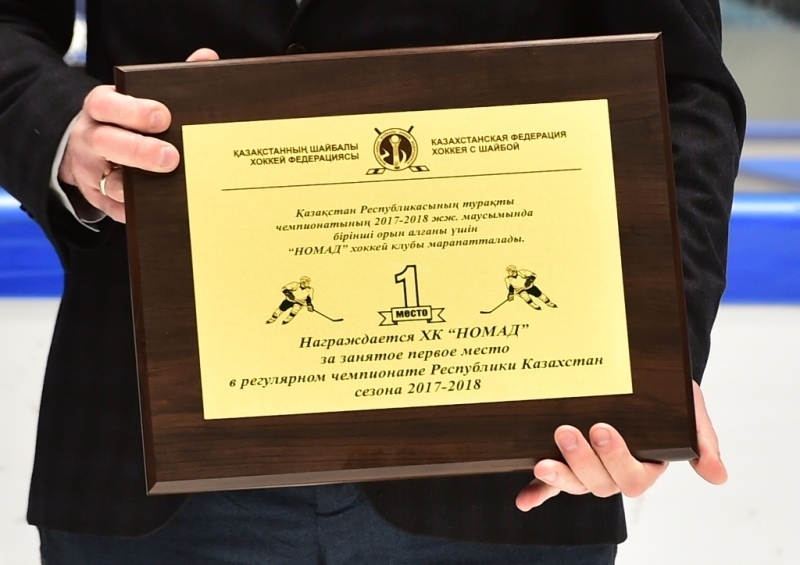 ҚАЗАҚСТАННЫҢ ШАЙБАЛЫ
ХОККЕЙ ФЕДЕРАЦИЯСЫ
КАЗАХСТАНСКАЯ ФЕДЕРАЦИЯ
ХОККЕЯ С ШАЙБОЙ
Қазақстан Республикасының тұрақты
чемпионатының 2017-2018 жж. маусымында
бірінші орын алғаны үшін
“НОМАД” хоккей клубы марапатталады.
1
МЕСТО
Награждается ХК “НОМАД”
за занятое первое место
в регулярном чемпионате Республики Казахстан
сезона 2017-2018